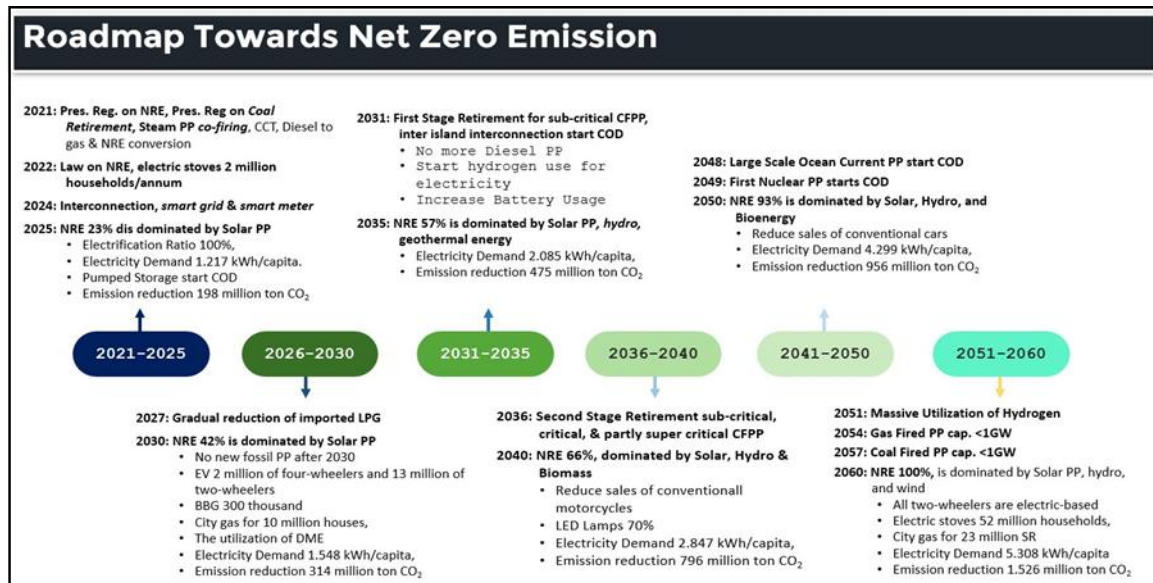 Roadmap Towards Net Zero Emission
2021: Pres. Reg. on NRE, Pres. Reg on Coal
Retirement, Steam PP co-firing, CCT, Diesel to
gas & NRE conversion
2022: Law on NRE, electric stoves 2 million
households/annum
2024: Interconnection, smart grid & smart meter
2025: NRE 23% dis dominated by Solar PP
• Electrification Ratio 100%,
• Electricity Demand 1.217 kWh/capita.
• Pumped Storage start COD
• Emission reduction 198 million ton CO₂
2031: First Stage Retirement for sub-critical CFPP,
inter island interconnection start COD
• No more Diesel PP
• Start hydrogen use for
electricity
• Increase Battery Usage
2035: NRE 57% is dominated by Solar PP, hydro,
geothermal energy
• Electricity Demand 2.085 kWh/capita,
• Emission reduction 475 million ton CO₂
2048: Large Scale Ocean Current PP start COD
2049: First Nuclear PP starts COD
2050: NRE 93% is dominated by Solar, Hydro, and
Bioenergy
• Reduce sales of conventional cars
• Electricity Demand 4.299 kWh/capita,
• Emission reduction 956 million ton CO₂
2021-2025
2026-2030
2031-2035
2036-2040
2041-2050
2051-2060
2027: Gradual reduction of imported LPG
2030: NRE 42% is dominated by Solar PP
• No new fossil PP after 2030
• EV 2 million of four-wheelers and 13 million of
two-wheelers
• BBG 300 thousand
• City gas for 10 million houses,
• The utilization of DME
• Electricity Demand 1.548 kWh/capita,
• Emission reduction 314 million ton CO₂
2036: Second Stage Retirement sub-critical,
critical, & partly super critical CFPP
2040: NRE 66%, dominated by Solar, Hydro &
Biomass
• Reduce sales of conventionall
motorcycles
• LED Lamps 70%
• Electricity Demand 2.847 kWh/capita,
• Emission reduction 796 million ton CO₂
2051: Massive Utilization of Hydrogen
2054: Gas Fired PP cap. <1GW
2057: Coal Fired PP cap. <1GW
2060: NRE 100%, is dominated by Solar PP, hydro,
and wind
• All two-wheelers are electric-based
• Electric stoves 52 million households,
• City gas for 23 million SR
• Electricity Demand 5.308 kWh/capita
• Emission reduction 1.526 million ton CO₂